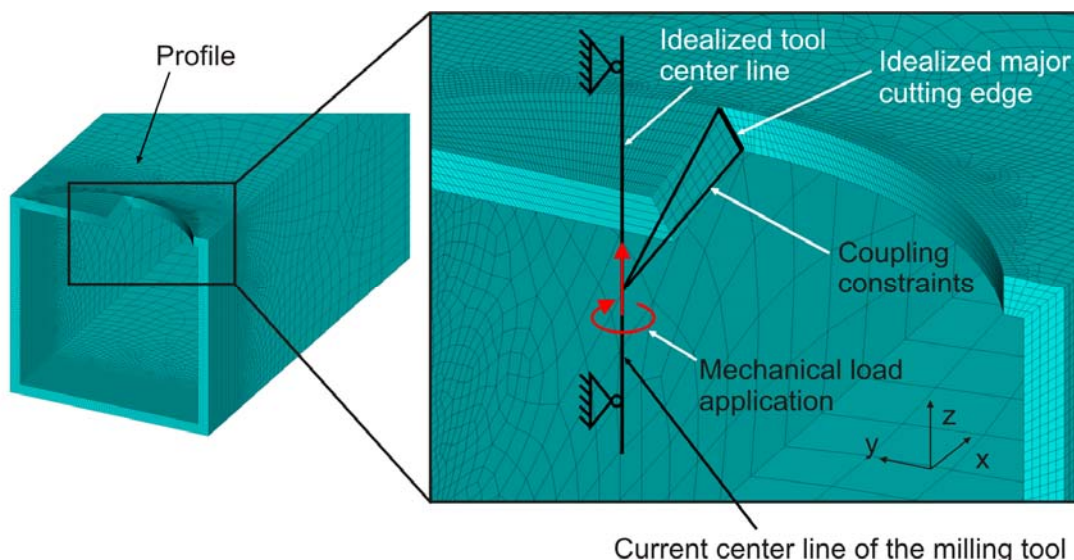 Profile
Idealized tool
center line
Idealized major
cutting edge
Coupling
constraints
Mechanical load
application
z
y
x
Current center line of the milling tool